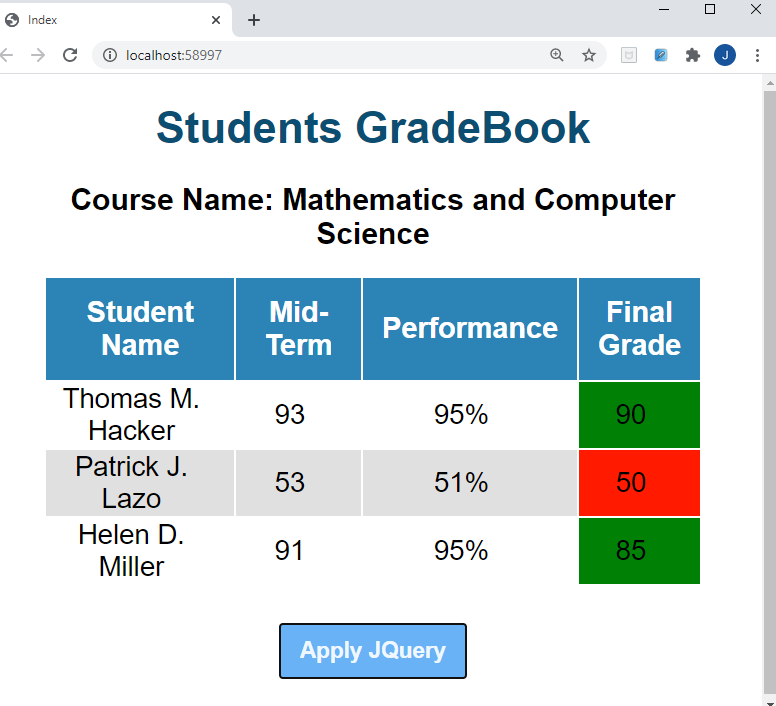 Index
localhost:58997
J
Students GradeBook
Course Name: Mathematics and Computer
Science
Student Name Mid-Term Performance Final Grade
Thomas M. Hacker 93 95% 90
Patrick J. Lazo 53 51% 50
Helen D. Miller 91 95% 85
Apply JQuery